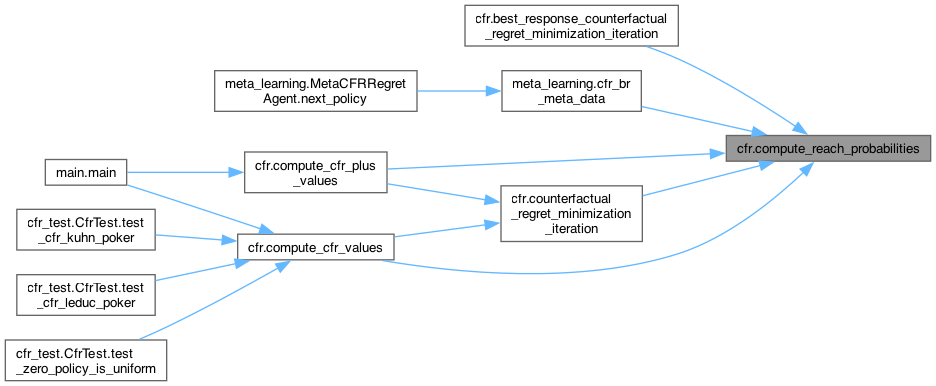 cfr.best_response_counterfactual
_regret_minimization_iteration
meta_learning.MetaCFRRegret
Agent.next_policy
meta_learning.cfr_br
_meta_data
cfr.compute_reach_probabilities
main.main
cfr.compute_cfr_plus
_values
cfr.counterfactual
_regret_minimization
_iteration
cfr_test.CfrTest.test
_cfr_kuhn_poker
cfr.compute_cfr_values
cfr_test.CfrTest.test
_cfr_leduc_poker
cfr_test.CfrTest.test
_zero_policy_is_uniform